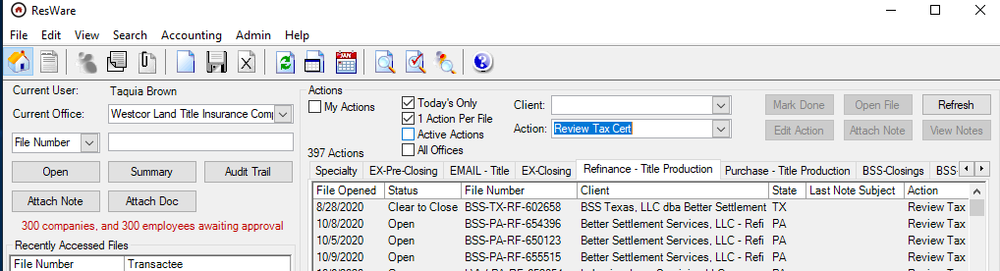 ResWare
File Edit View Search Accounting Admin Help
JAN
Current User: Taquia Brown
Current Office: Westcor Land Title Insurance Comp
File Number
Open Summary Audit Trail
Attach Note Attach Doc
300 companies, and 300 employees awaiting approval
Recently Accessed Files
File Number Transactee
Actions
My Actions
Today's Only
1 Action Per File
Active Actions
All Offices
Client:
Action: Review Tax Cert
Mark Done Open File Refresh
Edit Action Attach Note View Notes
397 Actions
Specialty EX-Pre-Closing EMAIL - Title EX-Closing Refinance - Title Production Purchase - Title Production BSS-Closings BSS-
File Opened Status File Number Client State Last Note Subject Action
8/28/2020 Clear to Close BSS-TX-RF-602658 BSS Texas, LLC dba Better Settlement TX Review Tax
10/8/2020 Open BSS-PA-RF-654396 Better Settlement Services, LLC - Refi PA Review Tax
10/5/2020 Open BSS-PA-RF-650123 Better Settlement Services, LLC - Refi PA Review Tax
10/9/2020 Open BSS-PA-RF-655515 Better Settlement Services, LLC - Refi PA Review Tax